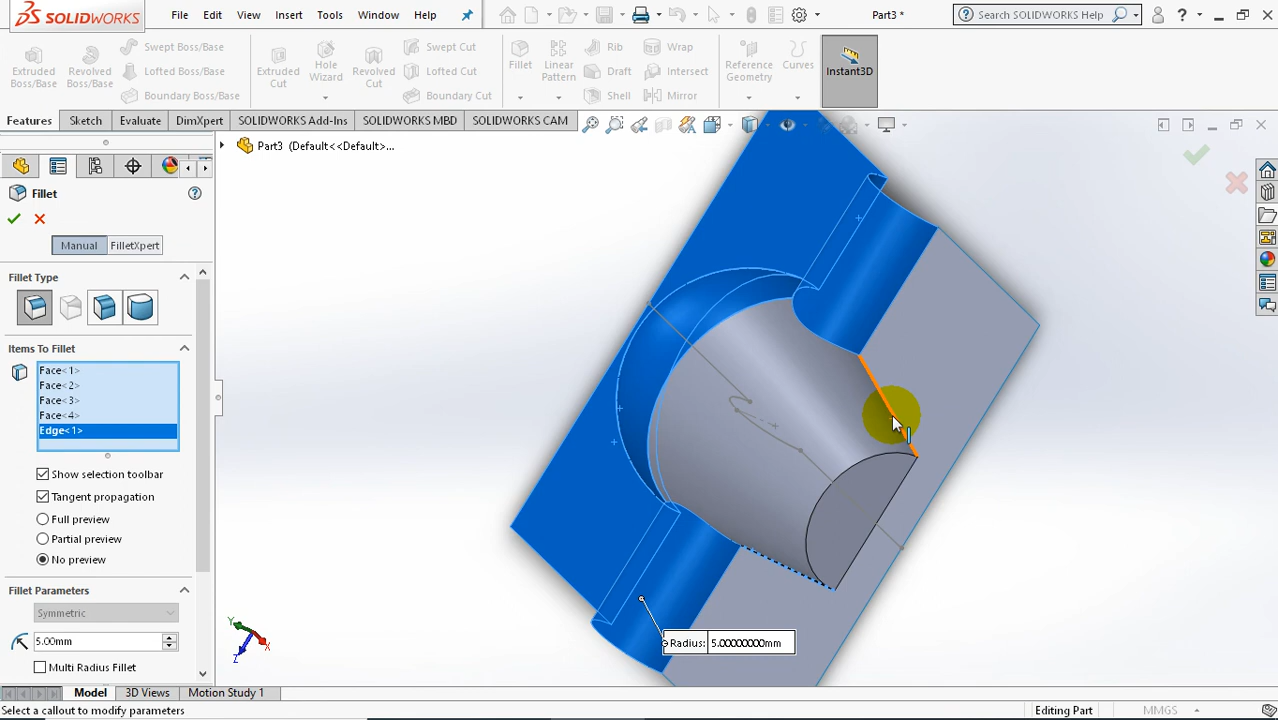 SOLIDWORKS File Edit View Insert Tools Window Help Part3 * Search SOLIDWORKS Help
Extruded Boss/Base
Revolved Boss/Base
Swept Boss/Base
Lofted Boss/Base
Boundary Boss/Base
Extruded Cut
Hole Wizard
Revolved Cut
Swept Cut
Lofted Cut
Boundary Cut
Fillet
Linear Pattern
Rib
Draft
Shell
Wrap
Intersect
Mirror
Reference Geometry
Curves
Instant3D
Features Sketch Evaluate DimXpert SOLIDWORKS Add-Ins SOLIDWORKS MBD SOLIDWORKS CAM
Part3 (Default<<Default>...
Fillet
Manual FilletXpert
Fillet Type
Items To Fillet
Face<1>
Face<2>
Face<3>
Face<4>
Edge<1>
Show selection toolbar
Tangent propagation
Full preview
Partial preview
No preview
Fillet Parameters
Symmetric
5.00mm
Multi Radius Fillet
Radius: 5.00000000mm
Y
X
Z
Model 3D Views Motion Study 1
Select a callout to modify parameters Editing Part MMGS